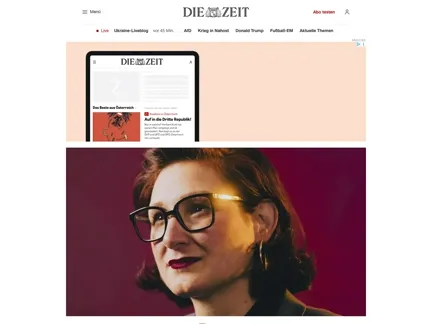 Menü
DIE ZEIT
Abo testen
Live Ukraine-Liveblog vor 45 Min. AfD Krieg in Nahost Donald Trump Fußball-EM Aktuelle Themen
DIE ZEIT
Das Beste aus Österreich
Auf in die Dritte Republik!